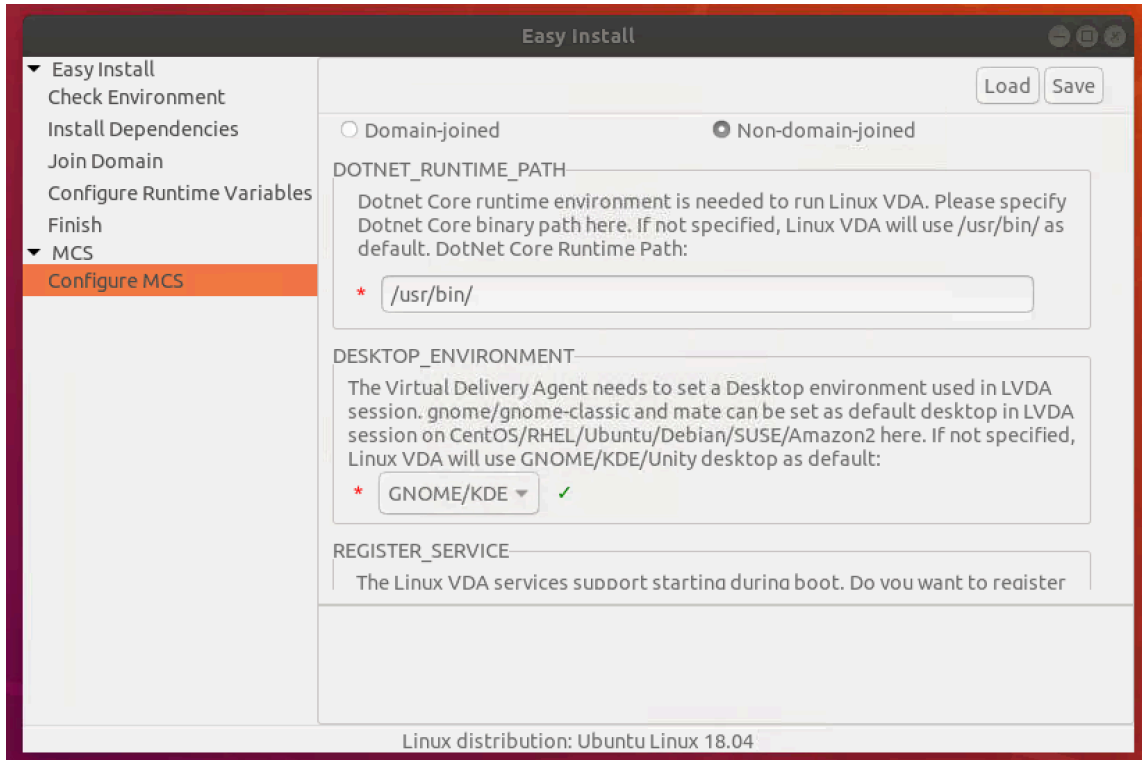 Easy Install
Easy Install
Check Environment
Install Dependencies
Join Domain
Configure Runtime Variables
Finish
MCS
Configure MCS
Load
Save
Domain-joined
Non-domain-joined
DOTNET_RUNTIME_PATH
Dotnet Core runtime environment is needed to run Linux VDA. Please specify
Dotnet Core binary path here. If not specified, Linux VDA will use /usr/bin/ as
default. DotNet Core Runtime Path:
* /usr/bin/
DESKTOP_ENVIRONMENT
The Virtual Delivery Agent needs to set a Desktop environment used in LVDA
session. gnome/gnome-classic and mate can be set as default desktop in LVDA
session on CentOS/RHEL/Ubuntu/Debian/SUSE/Amazon2 here. If not specified,
Linux VDA will use GNOME/KDE/Unity desktop as default:
* GNOME/KDE ✓
REGISTER_SERVICE
The Linux VDA services support starting during boot. Do you want to register
Linux distribution: Ubuntu Linux 18.04